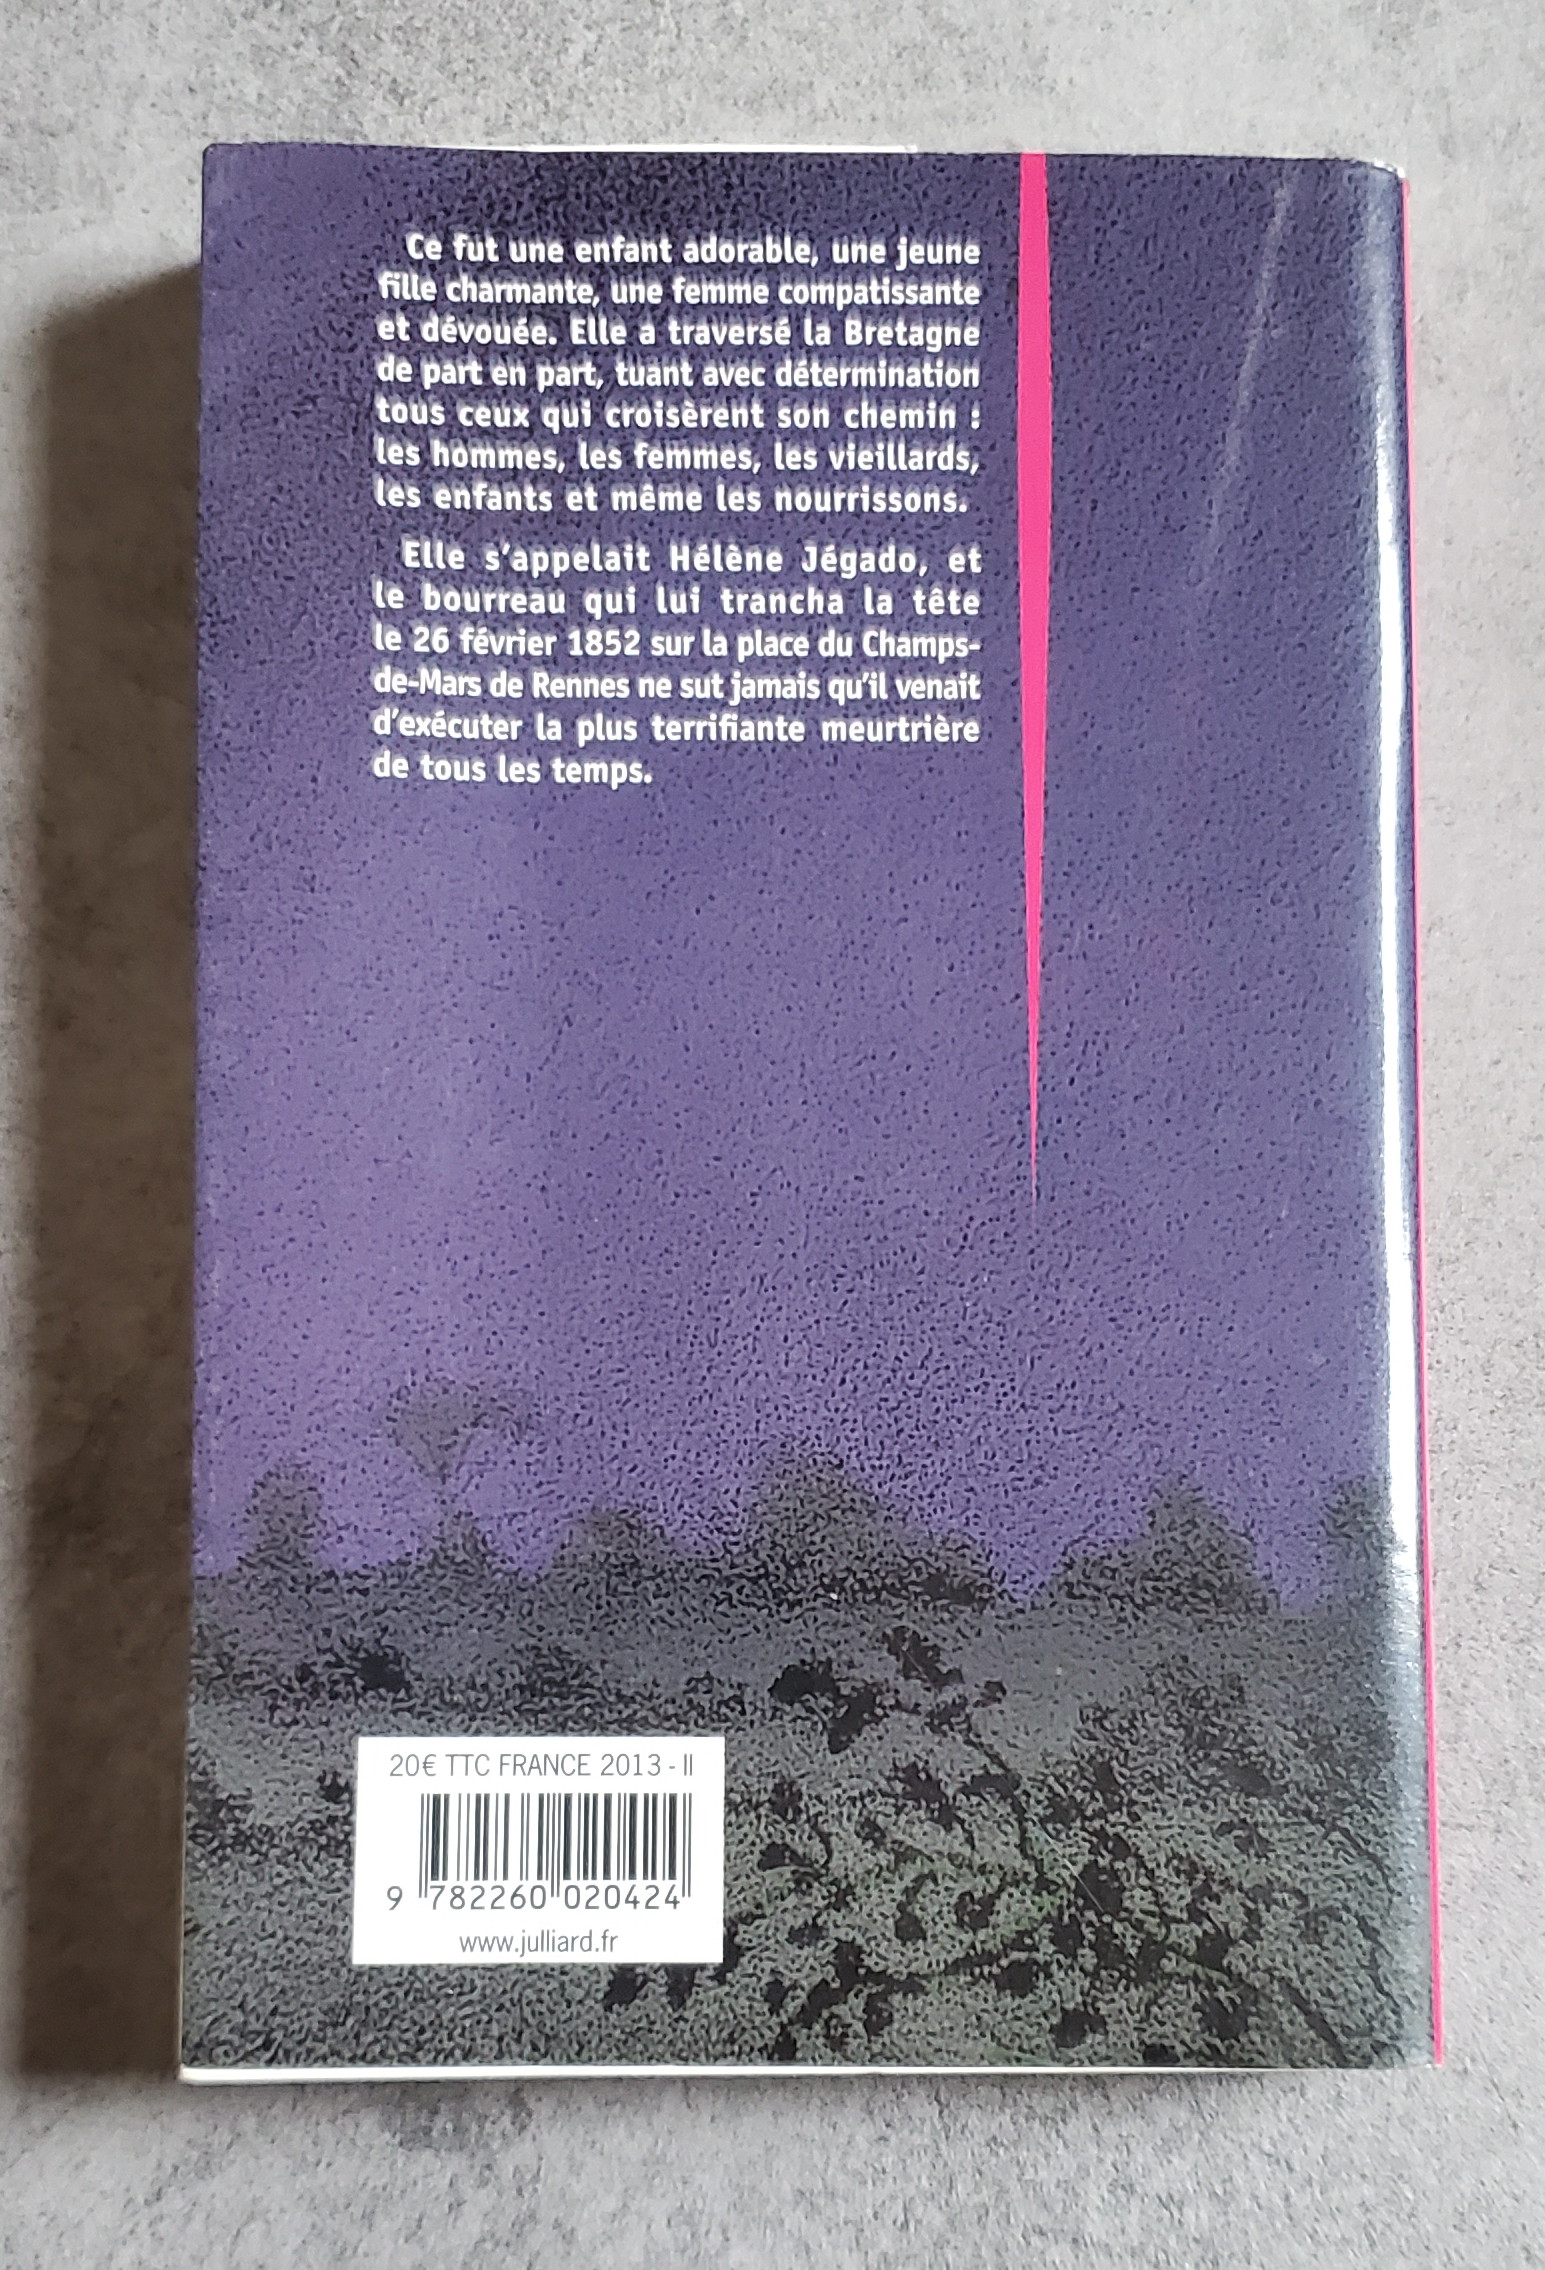 Ce fut une enfant adorable, une jeune
fille charmante, une femme compatissante
et dévouée. Elle a traversé la Bretagne
de part en part, tuant avec détermination
tous ceux qui croisèrent son chemin :
les hommes, les femmes, les vieillards,
les enfants et même les nourrissons.
Elle s'appelait Hélène Jégado, et
le bourreau qui lui trancha la tête
le 26 février 1852 sur la place du Champs-
de-Mars de Rennes ne sut jamais qu'il venait
d'exécuter la plus terrifiante meurtrière
de tous les temps.
20€ TTC FRANCE 2013 - II
9 782260 020424
www.julliard.fr